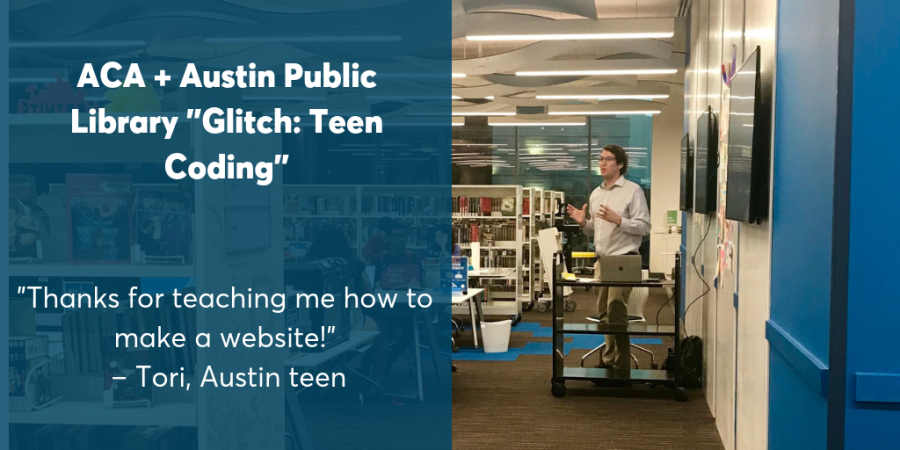 ACA + Austin Public
Library "Glitch: Teen
Coding"
"Thanks for teaching me how to
make a website!"
– Tori, Austin teen